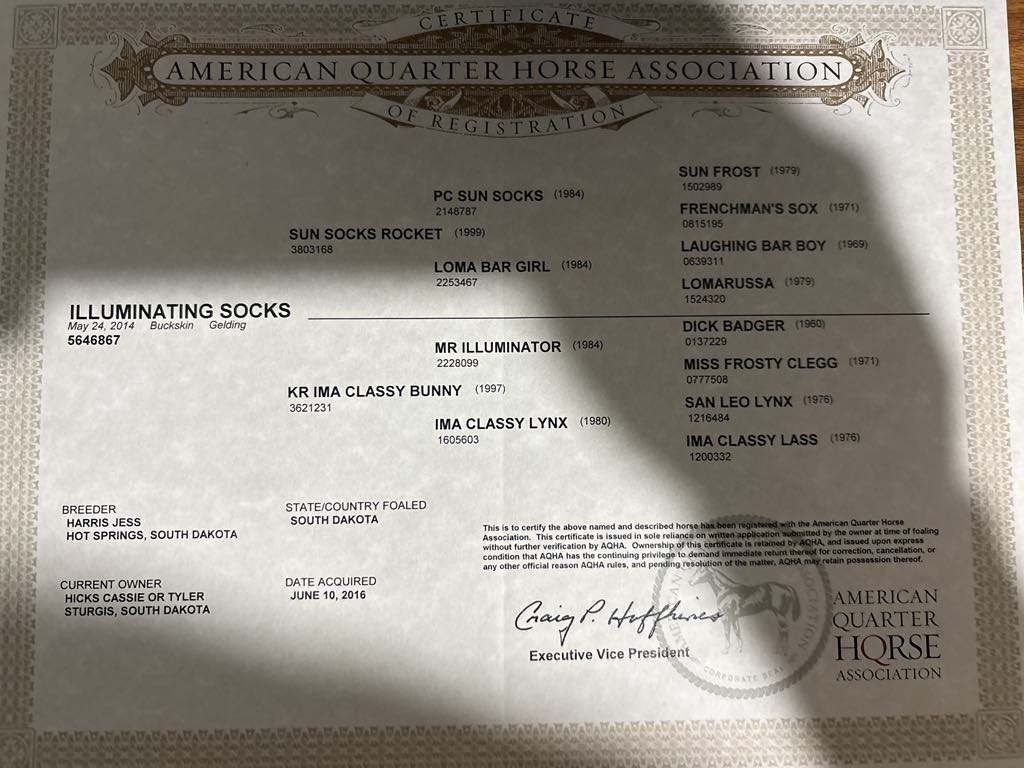 CERTIFICATE
AMERICAN QUARTER HORSE ASSOCIATION
OF REGISTRATION
SUN FROST (1979)
1502989
PC SUN SOCKS (1984)
2148787
FRENCHMAN'S SOX (1971)
0815195
SUN SOCKS ROCKET (1999)
3803168
LAUGHING BAR BOY (1969)
0639311
LOMA BAR GIRL (1984)
2253467
LOMARUSSA (1979)
1524320
ILLUMINATING SOCKS
May 24, 2014 Buckskin Gelding
5646867
DICK BADGER (1960)
0137229
MR ILLUMINATOR (1984)
2228099
MISS FROSTY CLEGG (1971)
0777508
KR IMA CLASSY BUNNY (1997)
3621231
SAN LEO LYNX (1976)
1216484
IMA CLASSY LYNX (1980)
1605603
IMA CLASSY LASS (1976)
1200332
BREEDER
HARRIS JESS
HOT SPRINGS, SOUTH DAKOTA
STATE/COUNTRY FOALED
SOUTH DAKOTA
CURRENT OWNER
HICKS CASSIE OR TYLER
STURGIS, SOUTH DAKOTA
DATE ACQUIRED
JUNE 10, 2016
This is to certify the above named and described horse has been registered with the American Quarter Horse
Association. This certificate is issued in sole reliance on written application submitted by the owner at time of foaling
without further verification by AQHA. Ownership of this certificate is retained by AQHA, and issued upon express
condition that AQHA has the continuing privilege to demand immediate return thereof for correction, cancellation, or
any other official reason AQHA rules, and pending resolution of the matter, AQHA may retain possession thereof.
Craig P. Huffhines
Executive Vice President
CORPORATE SEAL
AMERICAN
QUARTER
HORSE
ASSOCIATION